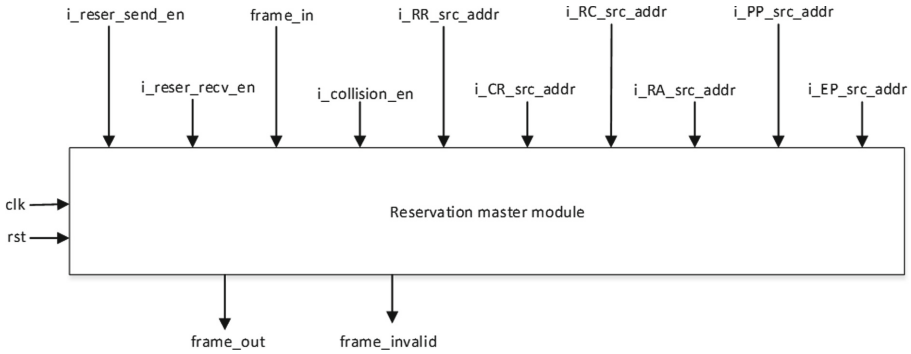 i_reser_send_en
frame_in
i_RR_src_addr
i_RC_src_addr
i_PP_src_addr
i_reser_recv_en
i_collision_en
i_CR_src_addr
i_RA_src_addr
i_EP_src_addr
clk
Reservation master module
rst
frame_out
frame_invalid